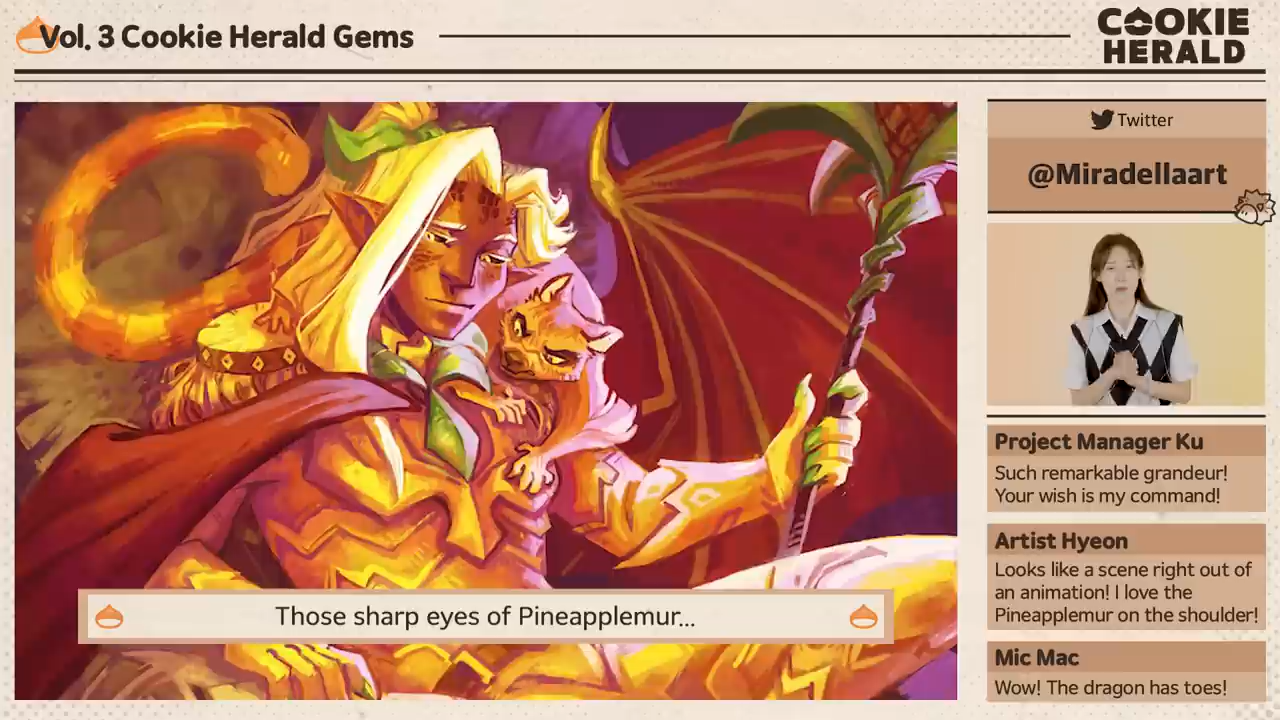 Vol. 3 Cookie Herald Gems
COOKIE
HERALD
Twitter
@Miradellaart
Project Manager Ku
Such remarkable grandeur!
Your wish is my command!
Artist Hyeon
Looks like a scene right out of
an animation! I love the
Pineapplemur on the shoulder!
Mic Mac
Wow! The dragon has toes!
Those sharp eyes of Pineapplemur...